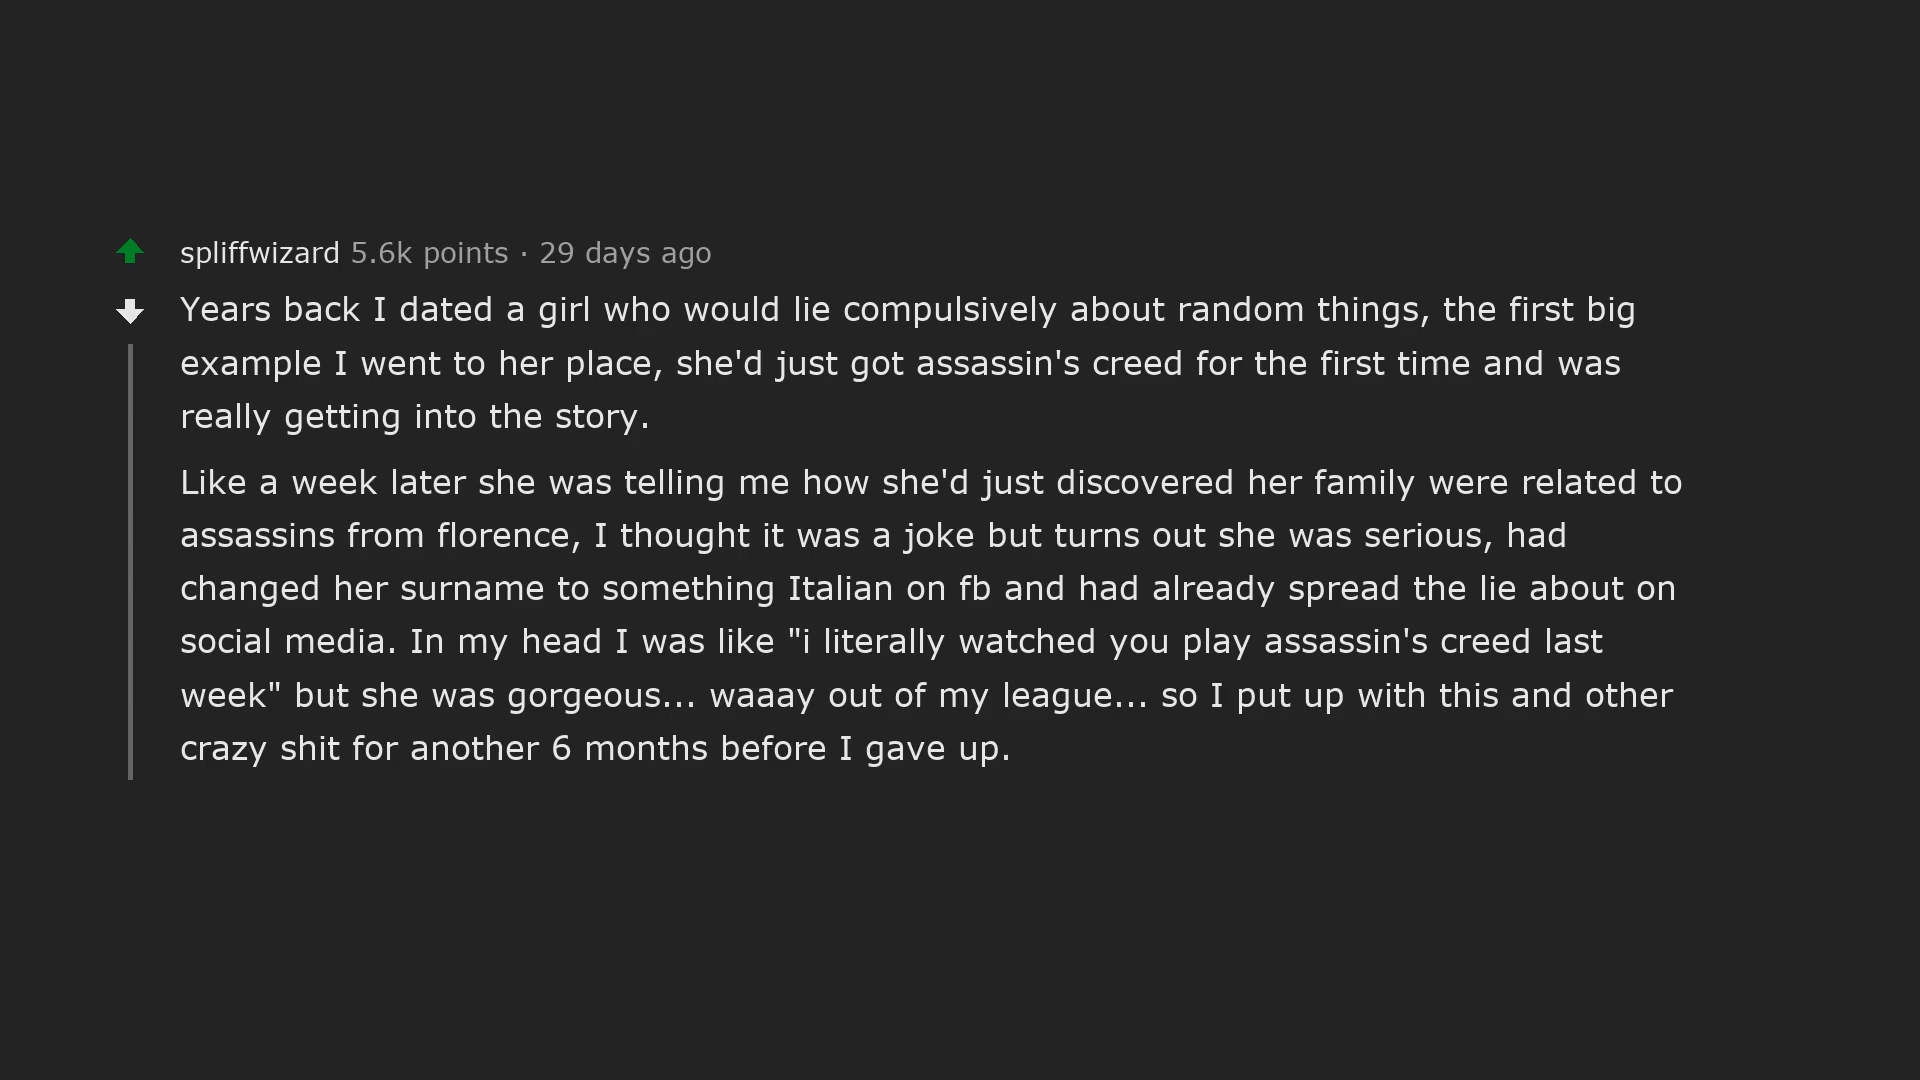 spliffwizard 5.6k points · 29 days ago
Years back I dated a girl who would lie compulsively about random things, the first big
example I went to her place, she'd just got assassin's creed for the first time and was
really getting into the story.
Like a week later she was telling me how she'd just discovered her family were related to
assassins from florence, I thought it was a joke but turns out she was serious, had
changed her surname to something Italian on fb and had already spread the lie about on
social media. In my head I was like "i literally watched you play assassin's creed last
week" but she was gorgeous... waaay out of my league... so I put up with this and other
crazy shit for another 6 months before I gave up.